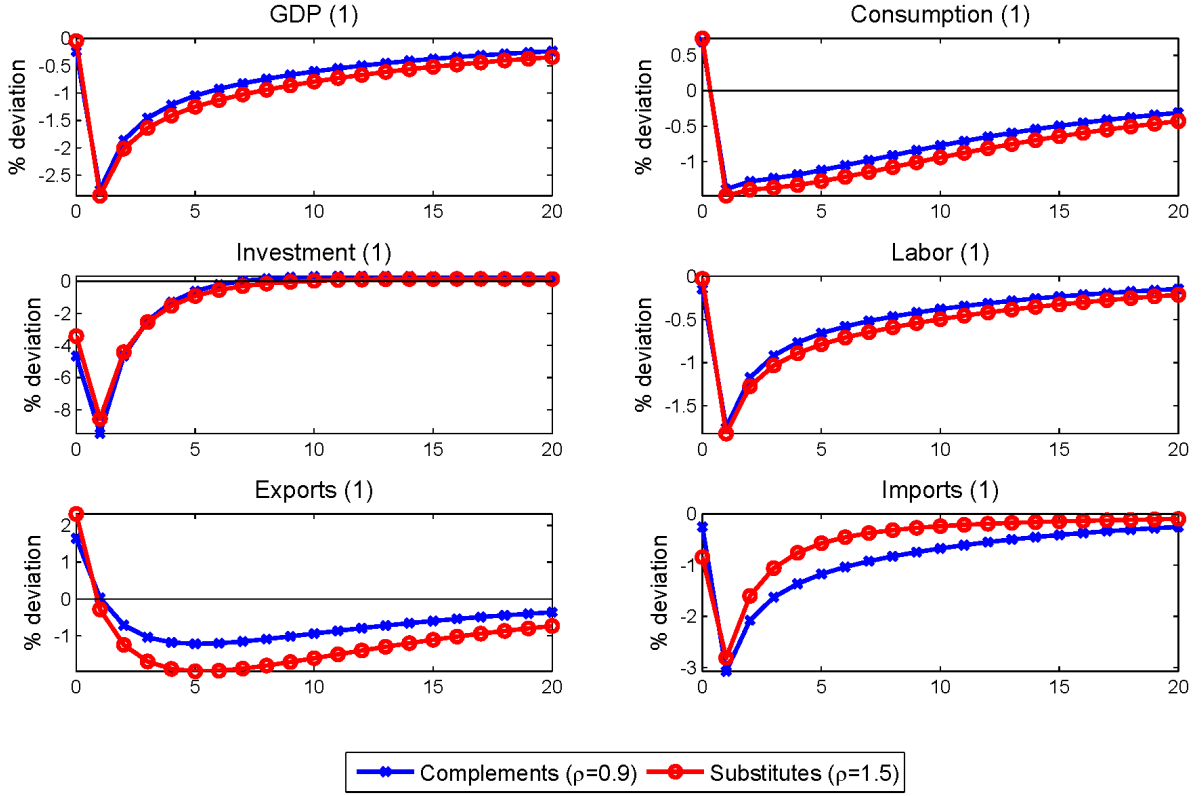 GDP (1)
% deviation
0
-0.5
-1
-1.5
-2
-2.5
0 5 10 15 20
Consumption (1)
% deviation
0.5
0
-0.5
-1
0 5 10 15 20
Investment (1)
% deviation
0
-2
-4
-6
-8
0 5 10 15 20
Labor (1)
% deviation
0
-0.5
-1
-1.5
0 5 10 15 20
Exports (1)
% deviation
2
1
0
-1
0 5 10 15 20
Imports (1)
% deviation
0
-1
-2
-3
0 5 10 15 20
Complements (ρ=0.9) Substitutes (ρ=1.5)